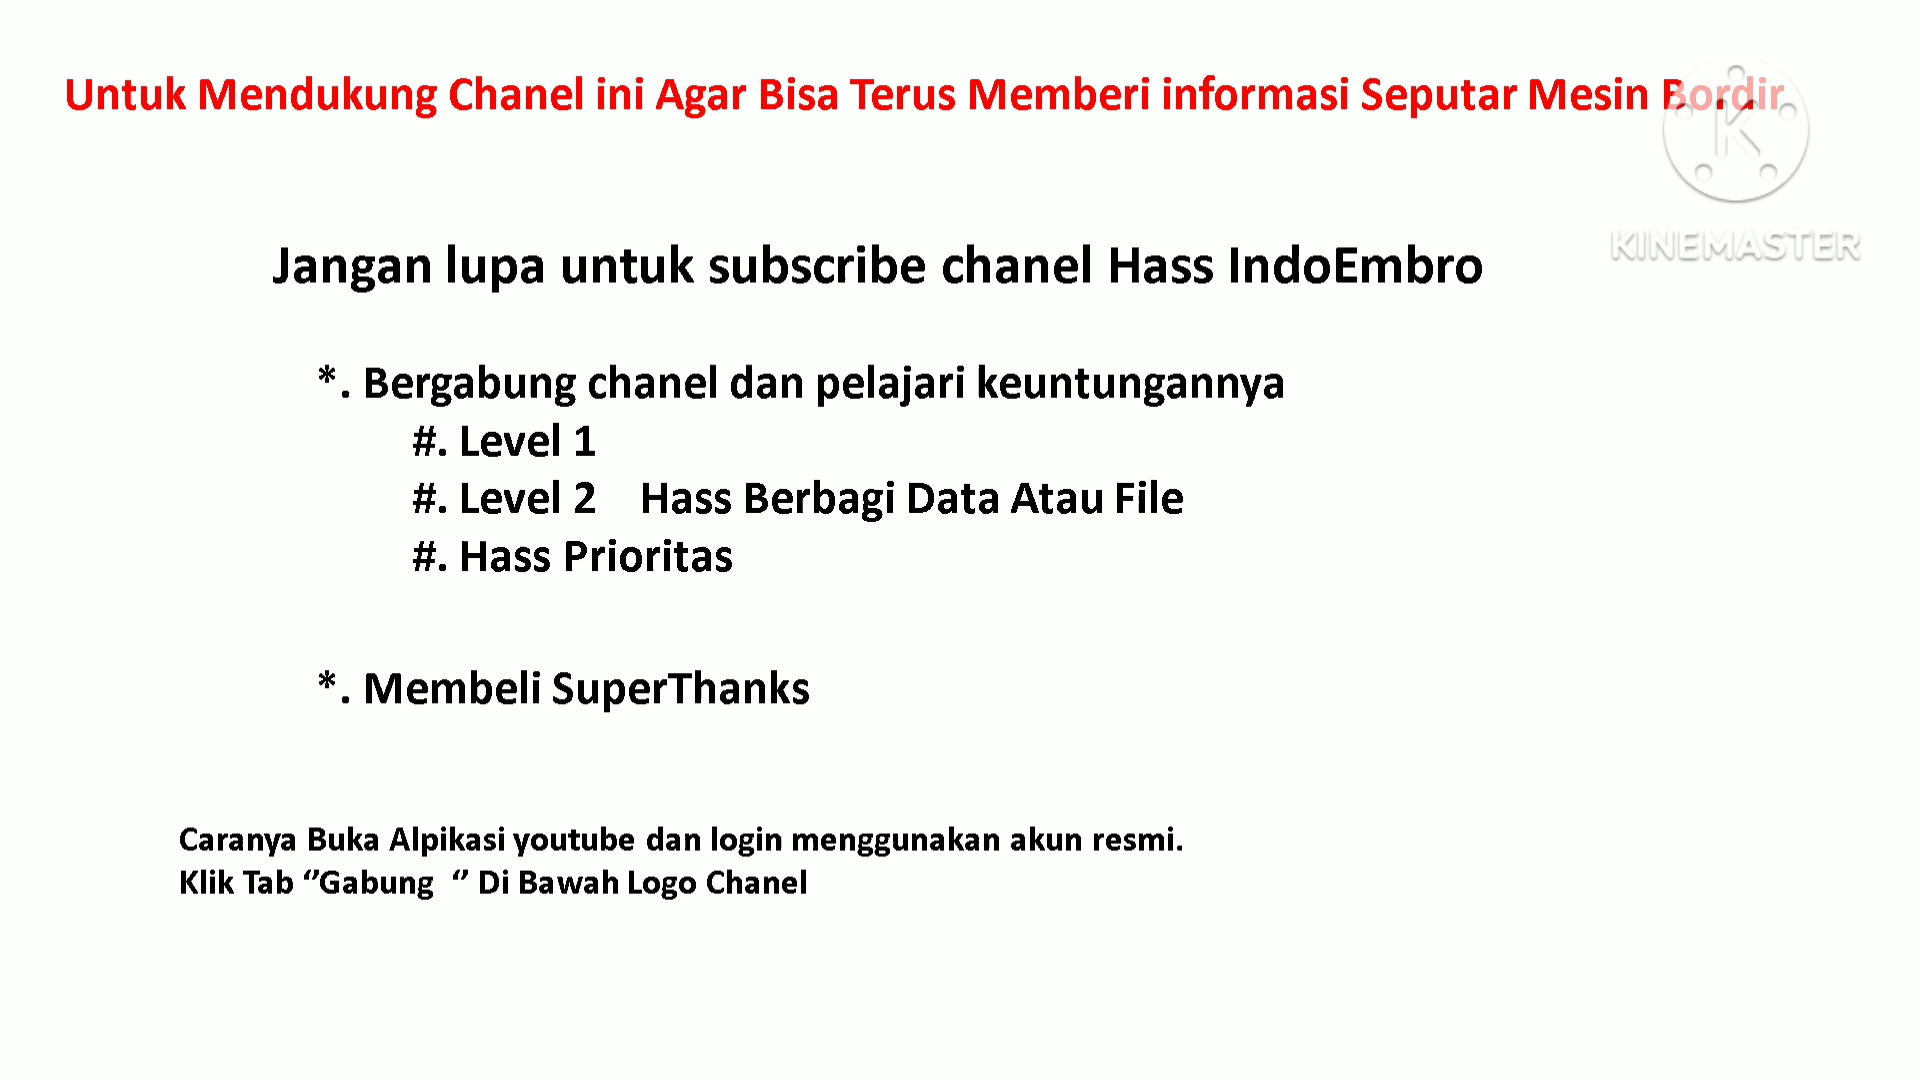 Untuk Mendukung Chanel ini Agar Bisa Terus Memberi informasi Seputar Mesin Bordir
KINEMASTER
Jangan lupa untuk subscribe chanel Hass IndoEmbro
*. Bergabung chanel dan pelajari keuntungannya
#. Level 1
#. Level 2    Hass Berbagi Data Atau File
#. Hass Prioritas
*. Membeli SuperThanks
Caranya Buka Alpikasi youtube dan login menggunakan akun resmi.
Klik Tab “Gabung  “ Di Bawah Logo Chanel